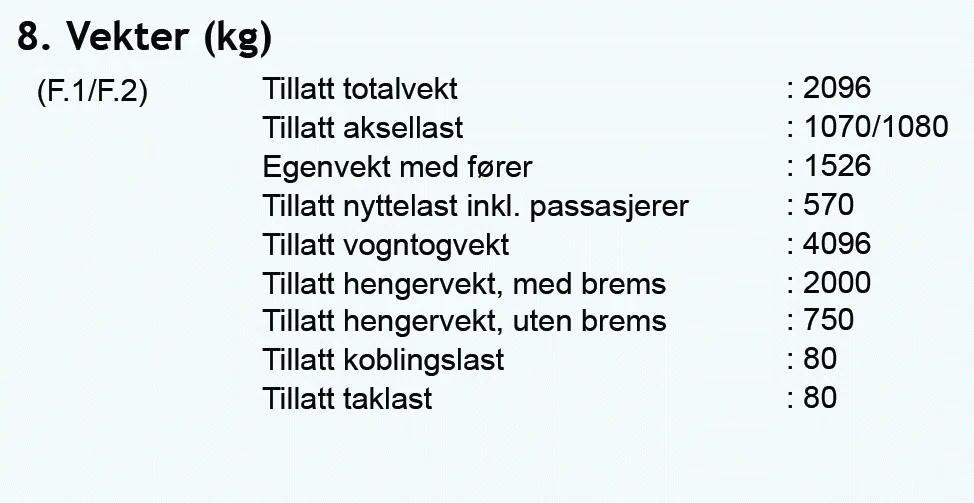 8. Vekter (kg)
(F.1/F.2) Tillatt totalvekt : 2096
Tillatt aksellast : 1070/1080
Egenvekt med fører : 1526
Tillatt nyttelast inkl. passasjerer : 570
Tillatt vogntogvekt : 4096
Tillatt hengervekt, med brems : 2000
Tillatt hengervekt, uten brems : 750
Tillatt koblingslast : 80
Tillatt taklast : 80